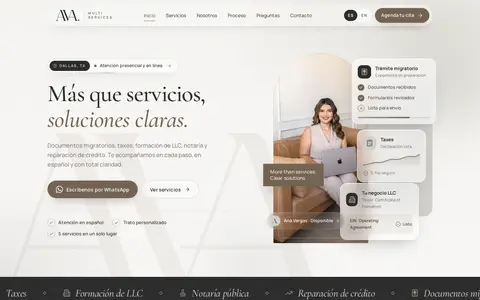 AVA.
MULTI
SERVICES
Inicio
Servicios
Nosotros
Proceso
Preguntas
Contacto
ES
EN
Agenda tu cita →
DALLAS, TX
Atención presencial y en línea
Más que servicios,
soluciones claras.
Documentos migratorios, taxes, formación de LLC, notaría y
reparación de crédito. Te acompañamos en cada paso, en
español y con total claridad.
Escríbenos por WhatsApp
Ver servicios →
Atención en español
Trato personalizado
5 servicios en un solo lugar
Trámite migratorio
Documentos recibidos
Formularios revisados
Lista para envío
Taxes
More than services.
Clear solutions.
Tu negocio LLC
Ana Vargas · Disponible
EIN, Operating
Agreement
Listo
Taxes
Formación de LLC
Notaría pública
Reparación de crédito
Documentos mi